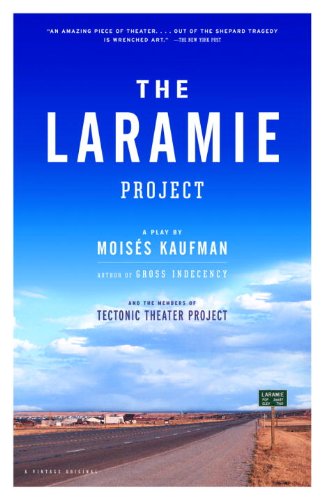 "AN AMAZING PIECE OF THEATER. . . . OUT OF THE SHEPARD TRAGEDY
IS WRENCHED ART." —THE NEW YORK POST
THE
LARAMIE
PROJECT
A PLAY BY
MOISÉS KAUFMAN
AUTHOR OF GROSS INDECENCY
AND THE MEMBERS OF
TECTONIC THEATER PROJECT
LARAMIE
POP
ELEV
A VINTAGE ORIGINAL